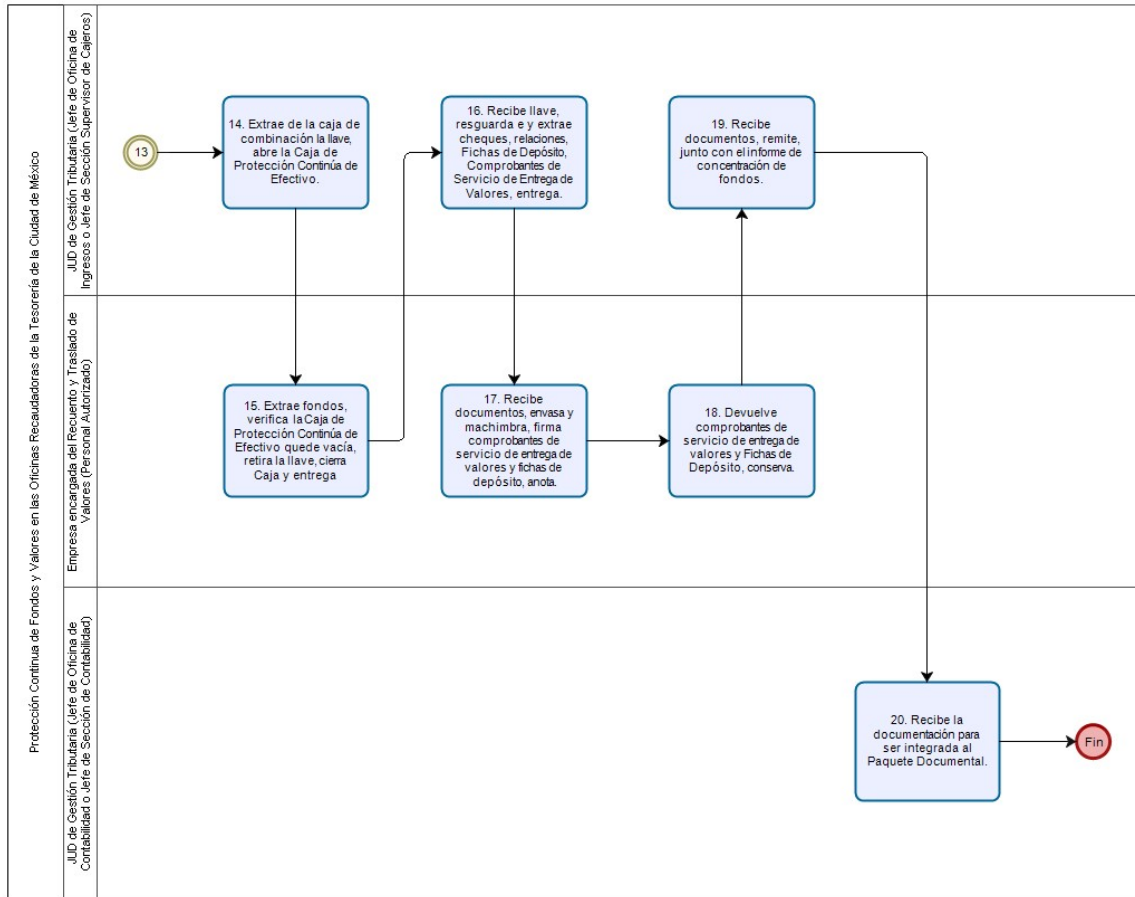 Protección Continua de Fondos y Valores en las Oficinas Recaudadoras de la Tesorería de la Ciudad de México
JUD de Gestión Tributaria (Jefe de Oficina de
Ingresos o Jefe de Sección Supervisor de Cajeros)
13
14. Extrae de la caja de
combinación la llave,
abre la Caja de
Protección Continúa de
Efectivo.
16. Recibe llave,
resguarda e y extrae
cheques, relaciones,
Fichas de Depósito,
Comprobantes de
Servicio de Entrega de
Valores, entrega.
19. Recibe
documentos, remite,
junto con el informe de
concentración de
fondos.
Empresa encargada del Recuento y Traslado de
Valores (Personal Autorizado)
15. Extrae fondos,
verifica la Caja de
Protección Continúa de
Efectivo quede vacía,
retira la llave, cierra
Caja y entrega
17. Recibe
documentos, envasa y
machimbra, firma
comprobantes de
servicio de entrega de
valores y fichas de
depósito, anota.
18. Devuelve
comprobantes de
servicio de entrega de
valores y Fichas de
Depósito, conserva.
JUD de Gestión Tributaria (Jefe de Oficina de
Contabilidad o Jefe de Sección de Contabilidad)
20. Recibe la
documentación para
ser integrada al
Paquete Documental.
Fin